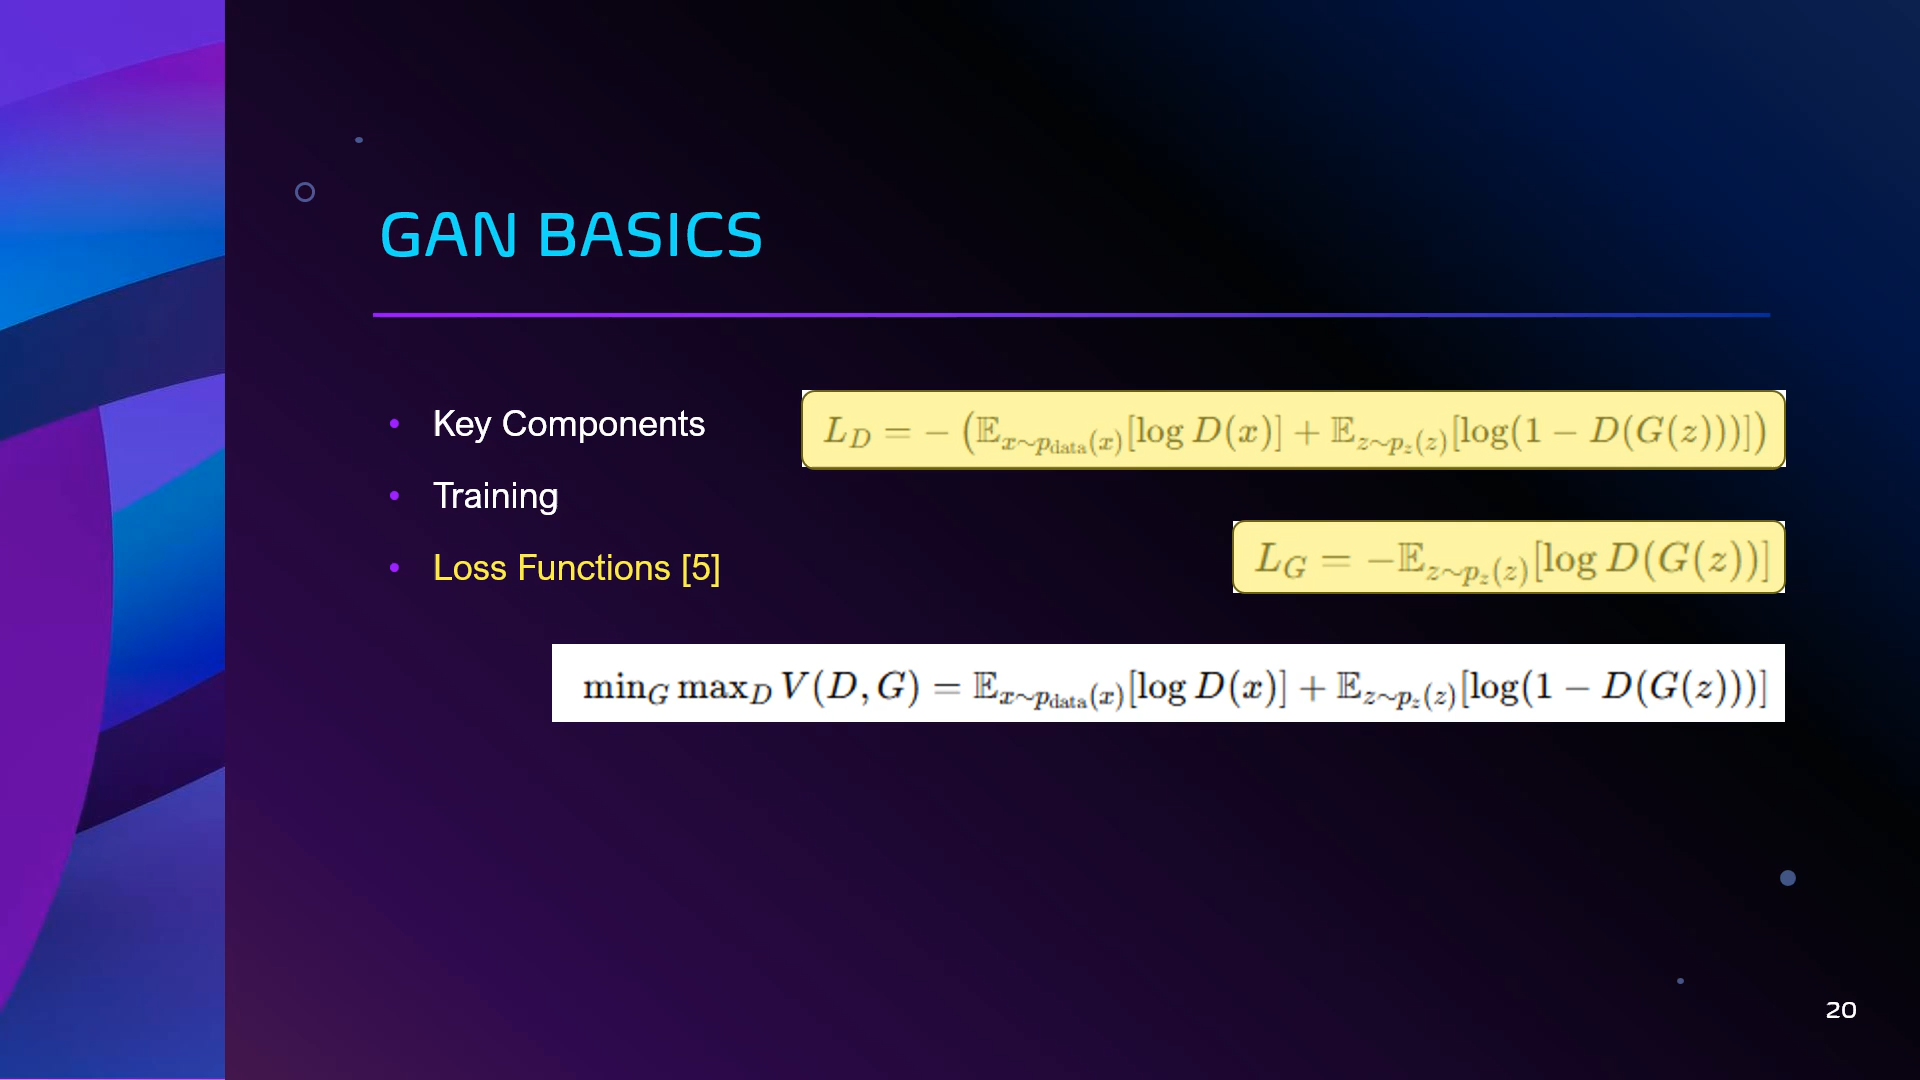 GAN BASICS
• Key Components
L_D = − (𝔼_{x∼p_data(x)}[log D(x)] + 𝔼_{z∼p_z(z)}[log(1 − D(G(z)))])
• Training
• Loss Functions [5]
L_G = −𝔼_{z∼p_z(z)}[log D(G(z))]
min_G max_D V(D, G) = 𝔼_{x∼p_data(x)}[log D(x)] + 𝔼_{z∼p_z(z)}[log(1 − D(G(z)))]
20